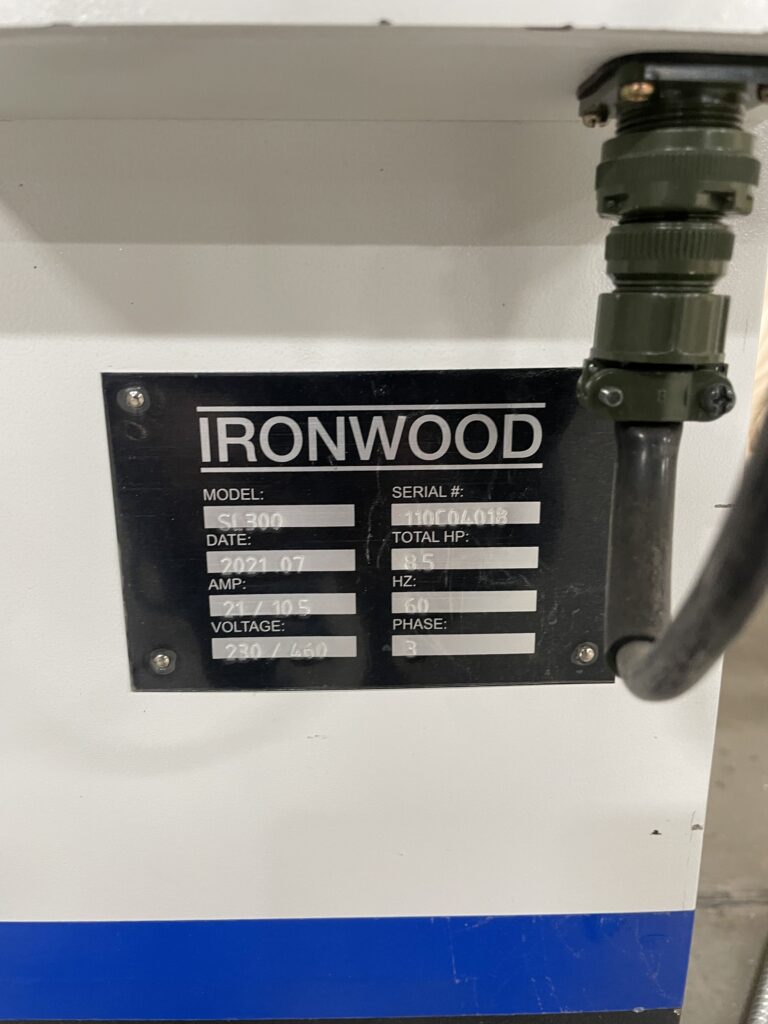 IRONWOOD
MODEL: SERIAL #:
SL300 110C04018
DATE: TOTAL HP:
2021 07 8.5
AMP: HZ:
21 / 10.5 60
VOLTAGE: PHASE:
230 / 460 3